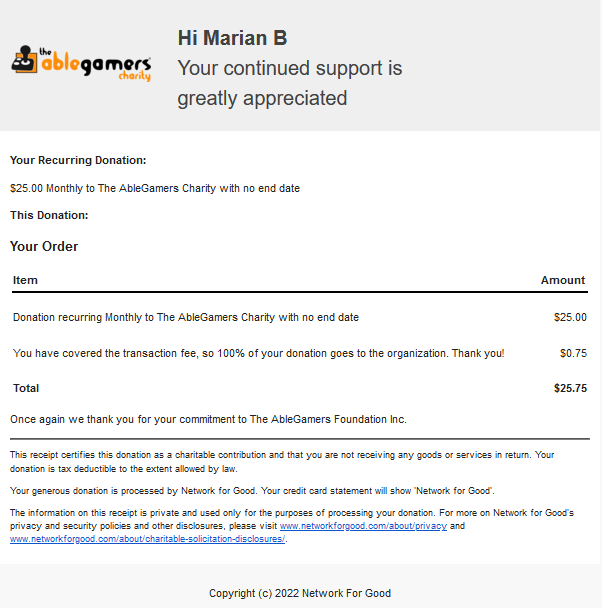 the
ablegamers
charity
Hi Marian B
Your continued support is
greatly appreciated
Your Recurring Donation:
$25.00 Monthly to The AbleGamers Charity with no end date
This Donation:
Your Order
Item Amount
Donation recurring Monthly to The AbleGamers Charity with no end date $25.00
You have covered the transaction fee, so 100% of your donation goes to the organization. Thank you! $0.75
Total $25.75
Once again we thank you for your commitment to The AbleGamers Foundation Inc.
This receipt certifies this donation as a charitable contribution and that you are not receiving any goods or services in return. Your
donation is tax deductible to the extent allowed by law.
Your generous donation is processed by Network for Good. Your credit card statement will show 'Network for Good'.
The information on this receipt is private and used only for the purposes of processing your donation. For more on Network for Good's
privacy and security policies and other disclosures, please visit www.networkforgood.com/about/privacy and
www.networkforgood.com/about/charitable-solicitation-disclosures/.
Copyright (c) 2022 Network For Good